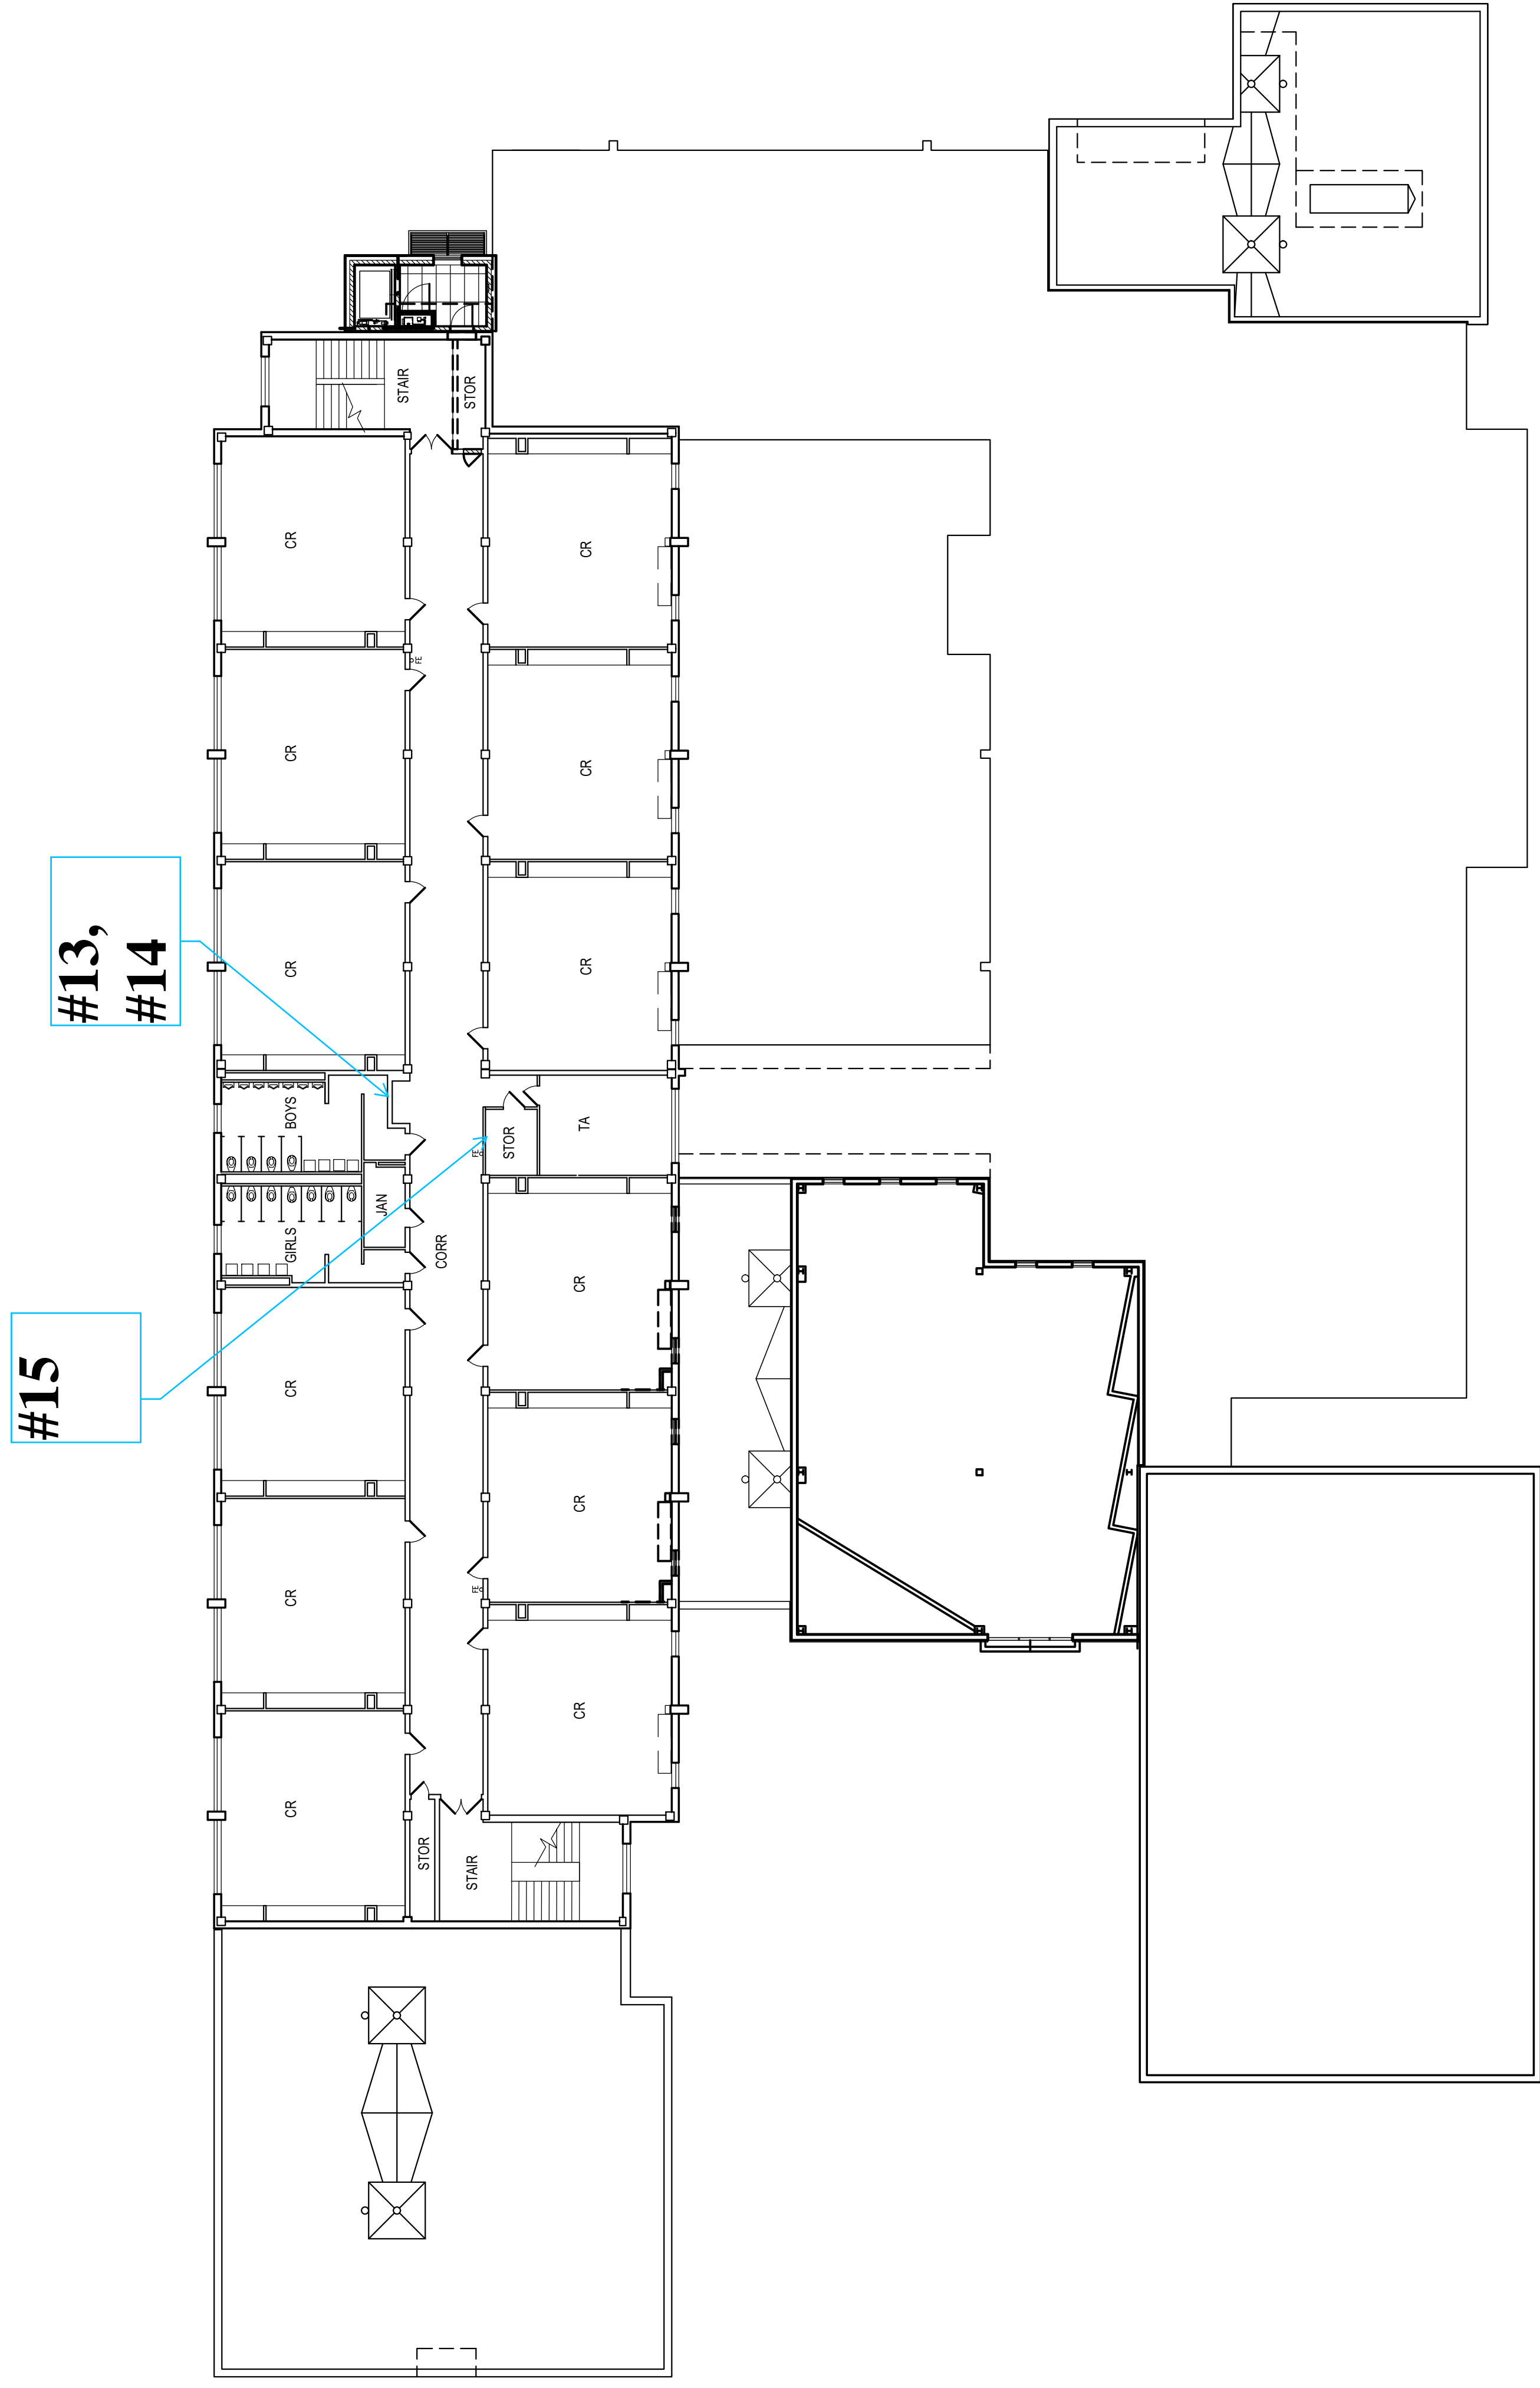 #15
#13,
#14
CR
CR
CR
GIRLS
BOYS
CR
CR
CR
JAN
STAIR
FE
STOR
CORR
STAIR
STOR
FE
FE
STOR
CR
CR
CR
TA
CR
CR
CR